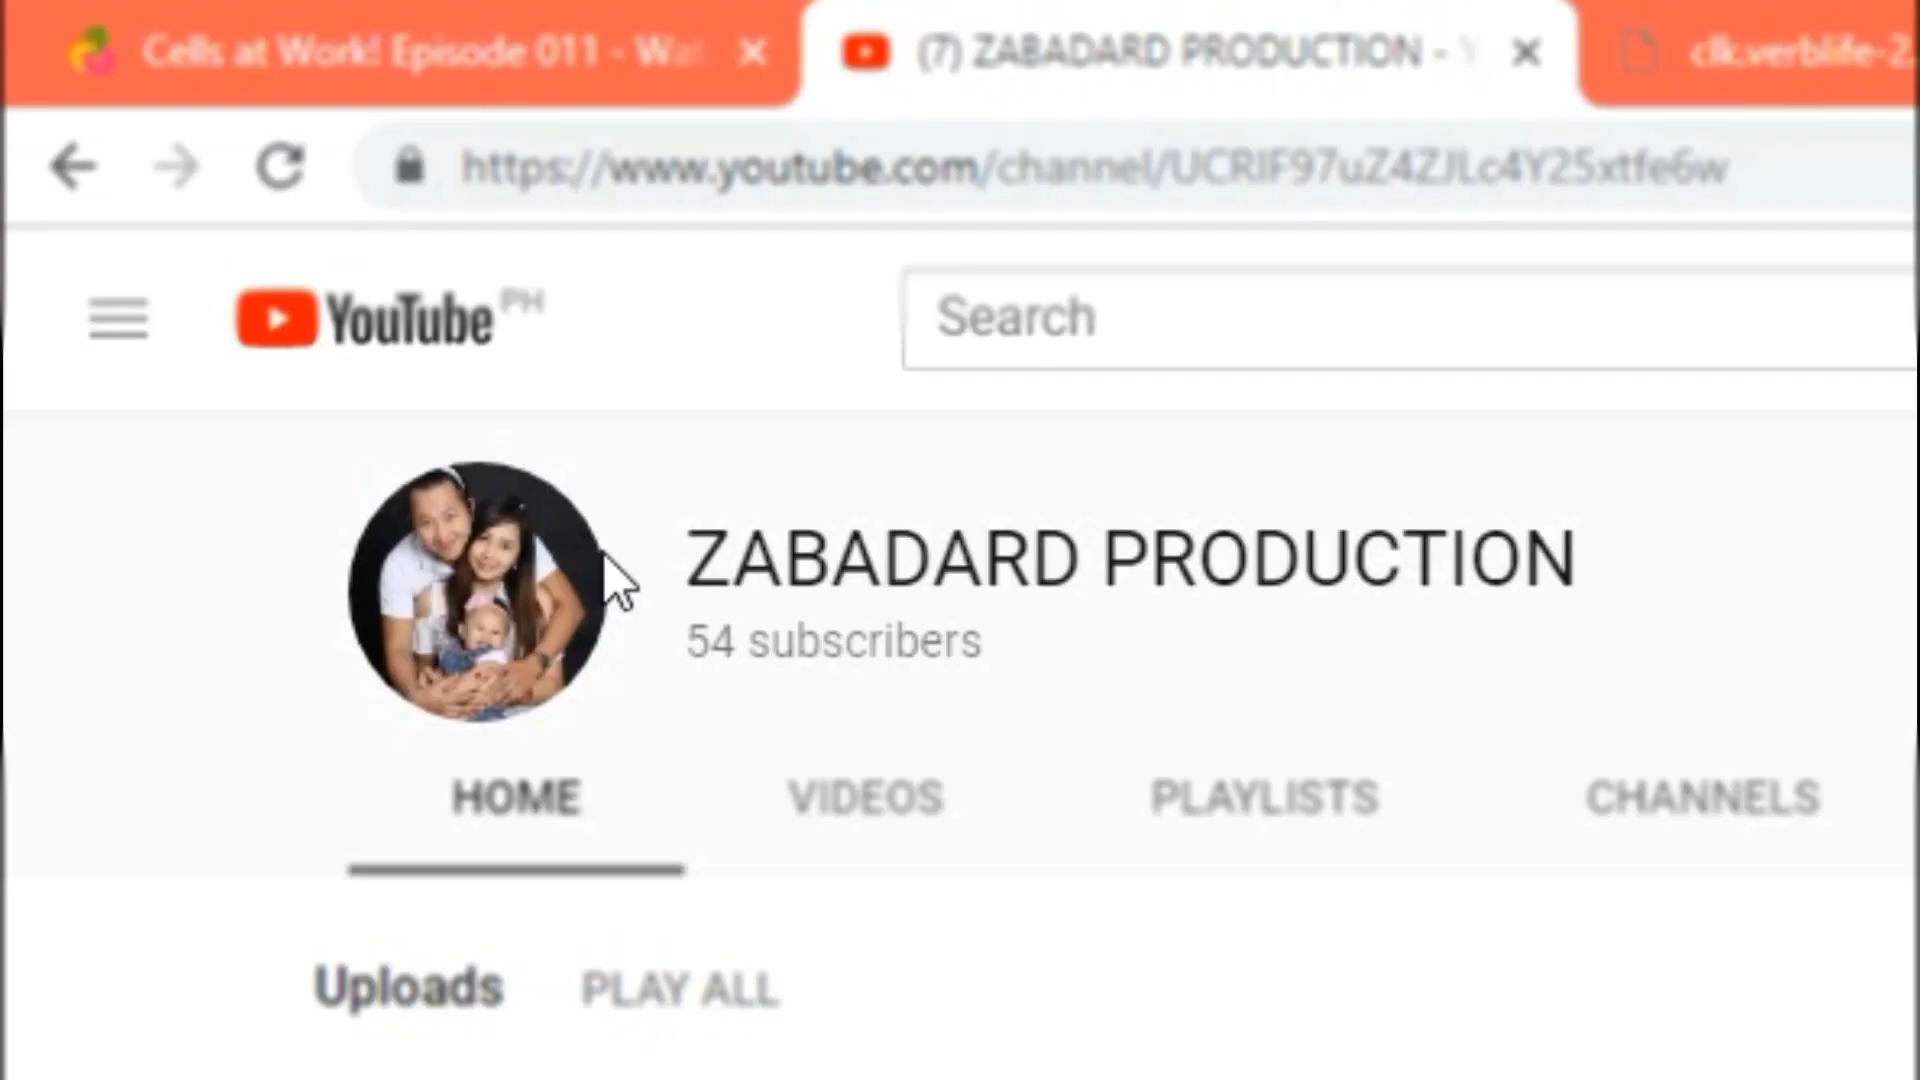 Cells at Work! Episode 011 - Wat
(7) ZABADARD PRODUCTION - Y
clk.verblife-2.
https://www.youtube.com/channel/UCRIF97uZ4ZJLc4Y25xtfe6w
YouTube PH
Search
ZABADARD PRODUCTION
54 subscribers
HOME
VIDEOS
PLAYLISTS
CHANNELS
Uploads
PLAY ALL